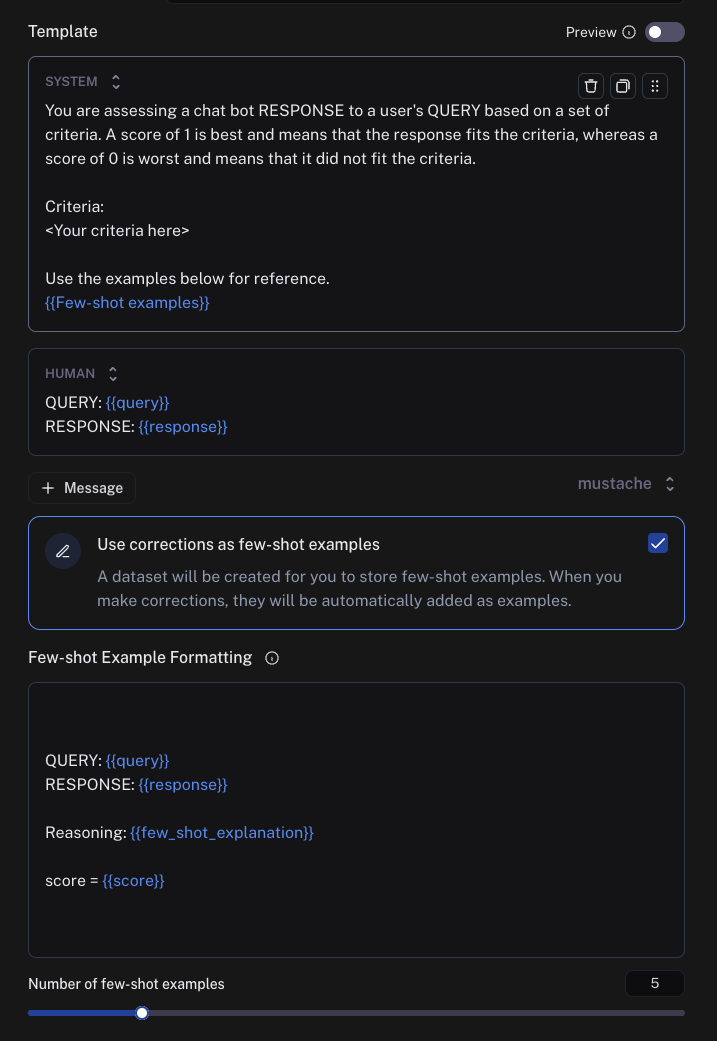 Template
Preview
SYSTEM
You are assessing a chat bot RESPONSE to a user's QUERY based on a set of
criteria. A score of 1 is best and means that the response fits the criteria, whereas a
score of 0 is worst and means that it did not fit the criteria.
Criteria:
<Your criteria here>
Use the examples below for reference.
{{Few-shot examples}}
HUMAN
QUERY: {{query}}
RESPONSE: {{response}}
+ Message
mustache
Use corrections as few-shot examples
A dataset will be created for you to store few-shot examples. When you
make corrections, they will be automatically added as examples.
Few-shot Example Formatting
QUERY: {{query}}
RESPONSE: {{response}}
Reasoning: {{few_shot_explanation}}
score = {{score}}
Number of few-shot examples
5